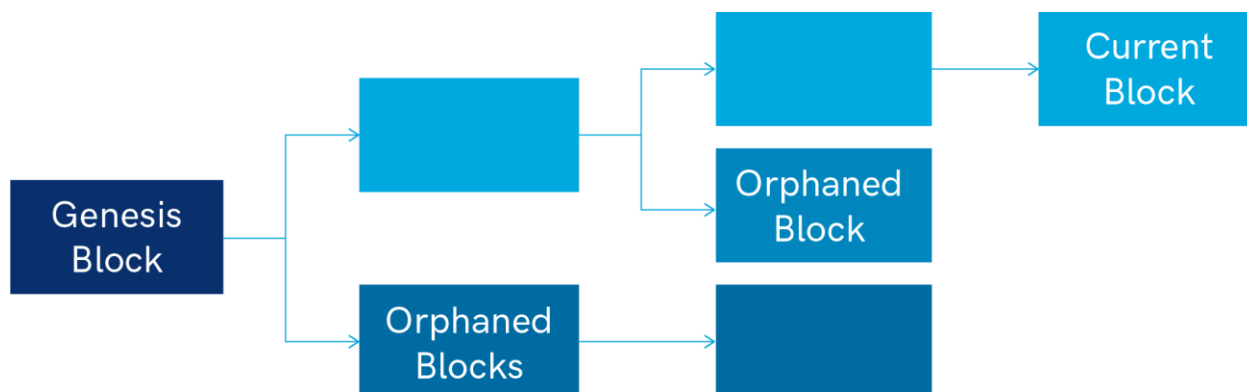 Genesis
Block
Orphaned
Blocks
Orphaned
Block
Current
Block